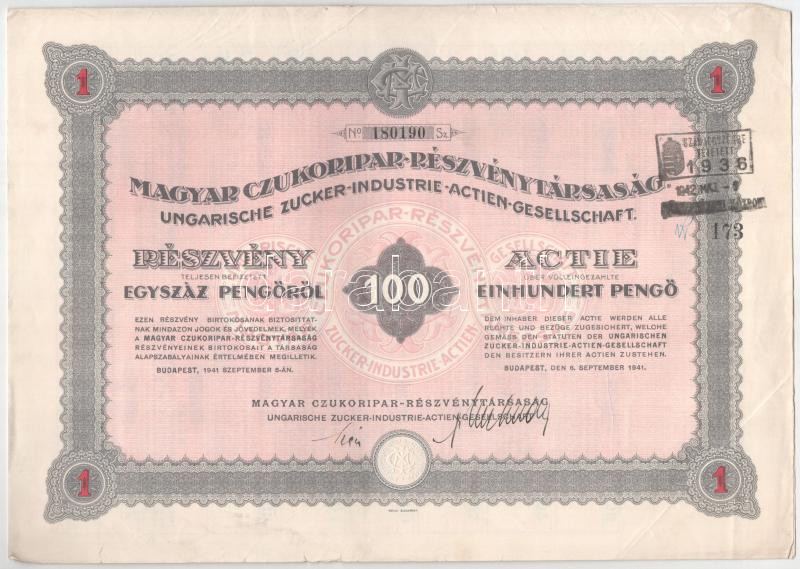 1
1
No 180190 Sz.
MAGYAR CZUKORIPAR-RÉSZVÉNYTÁRSASÁG
UNGARISCHE ZUCKER-INDUSTRIE-ACTIEN-GESELLSCHAFT.
1936
173
RÉSZVÉNY
TELJESEN BEFIZETETT
EGYSZÁZ PENGŐRŐL
100
ACTIE
ÜBER VOLLEINGEZAHLTE
EINHUNDERT PENGŐ
EZEN RÉSZVÉNY BIRTOKOSÁNAK BIZTOSITTAT-
NAK MINDAZON JOGOK ÉS JÖVEDELMEK, MELYEK
A MAGYAR CZUKORIPAR-RÉSZVÉNYTÁRSASÁG
RÉSZVÉNYEINEK BIRTOKOSAIT A TÁRSASÁG
ALAPSZABÁLYAINAK ÉRTELMÉBEN MEGILLETIK.
BUDAPEST, 1941 SZEPTEMBER 6-ÁN.
DEM INHABER DIESER ACTIE WERDEN ALLE
RECHTE UND BEZÜGE ZUGESICHERT, WELCHE
GEMÄSS DEN STATUTEN DER UNGARISCHEN
ZUCKER-INDUSTRIE-ACTIEN-GESELLSCHAFT
DEN BESITZERN IHRER ACTIEN ZUSTEHEN.
BUDAPEST, DEN 6. SEPTEMBER 1941.
MAGYAR CZUKORIPAR-RÉSZVÉNYTÁRSASÁG
UNGARISCHE ZUCKER-INDUSTRIE-ACTIEN-GESELLSCHAFT
1
1